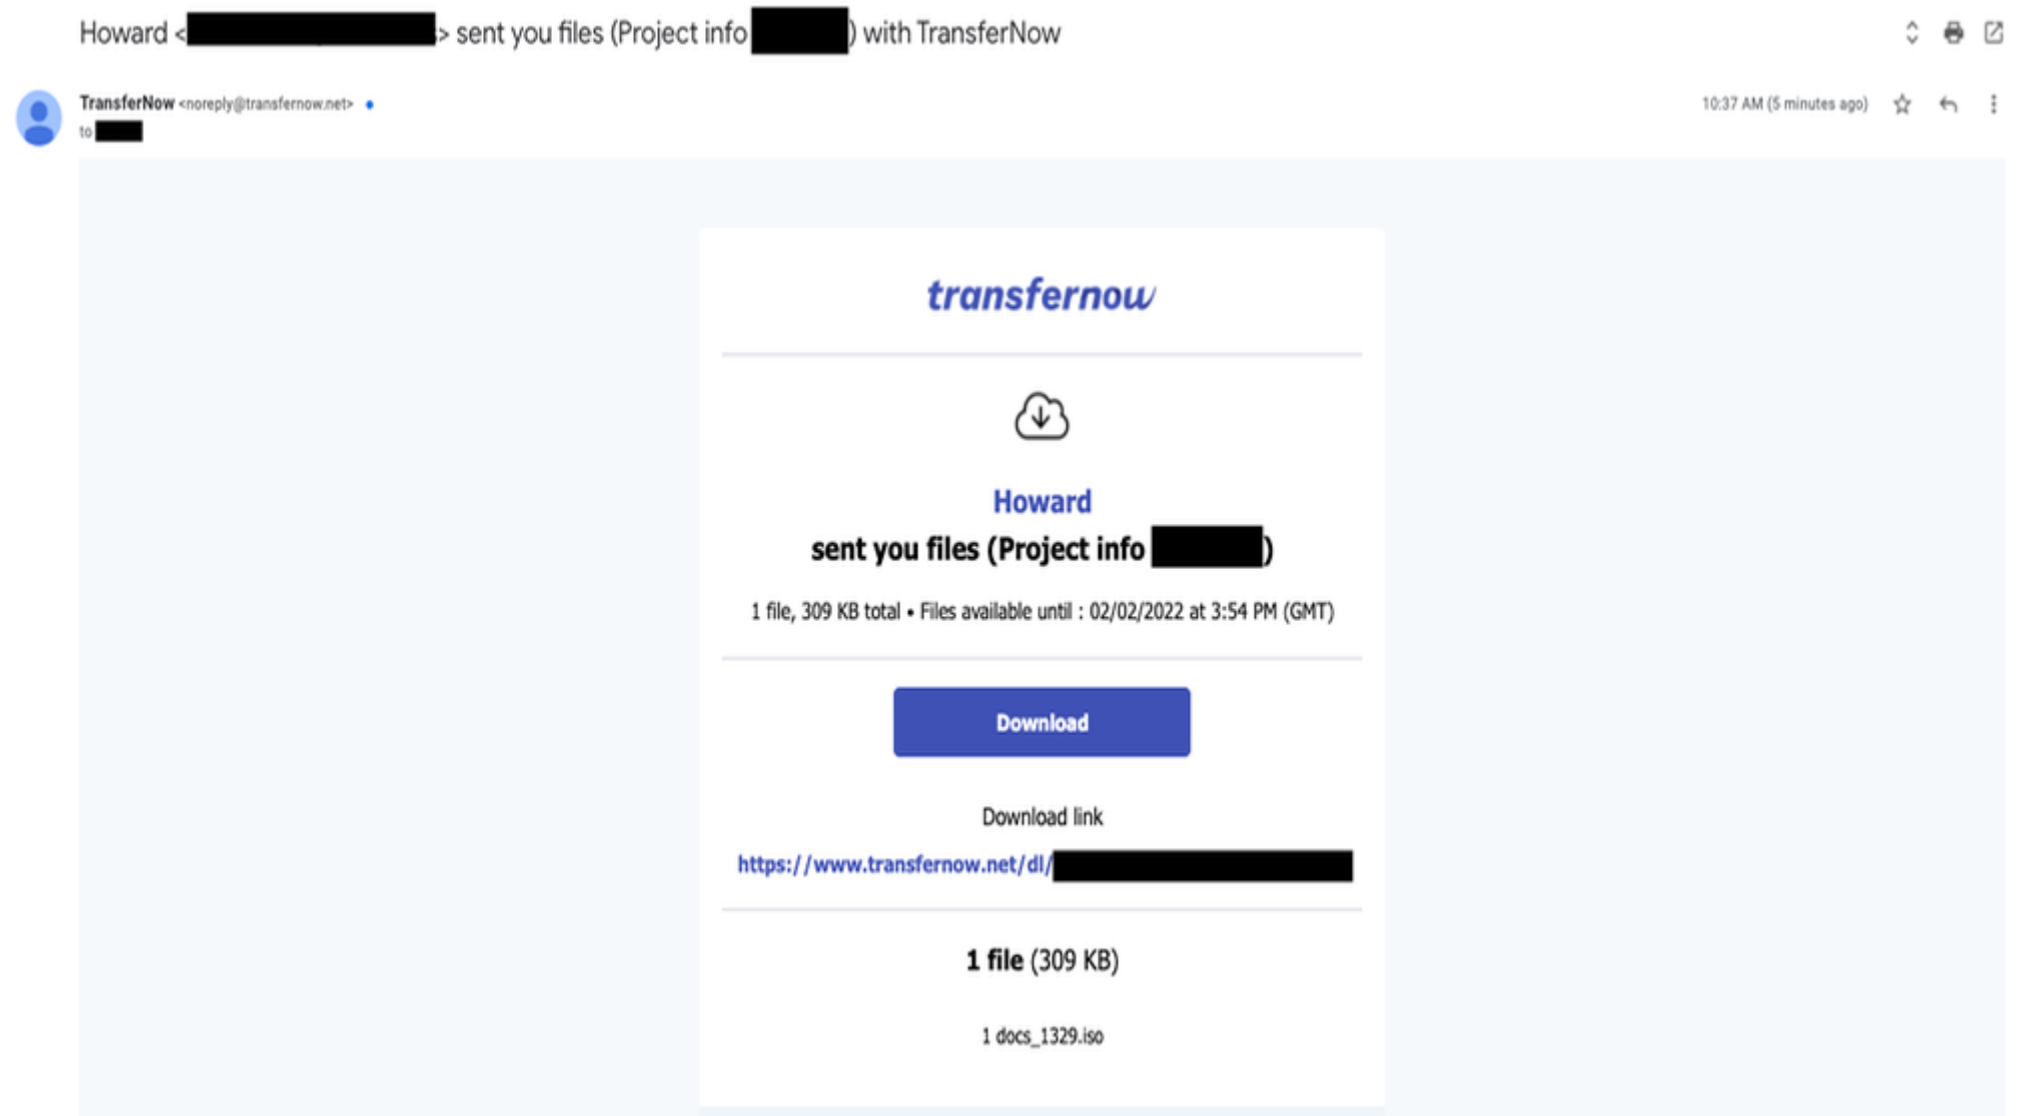 Howard < > sent you files (Project info ) with TransferNow
TransferNow <noreply@transfernow.net>
10:37 AM (5 minutes ago)
to
transfernow
Howard
sent you files (Project info )
1 file, 309 KB total • Files available until : 02/02/2022 at 3:54 PM (GMT)
Download
Download link
https://www.transfernow.net/dl/
1 file (309 KB)
1 docs_1329.iso